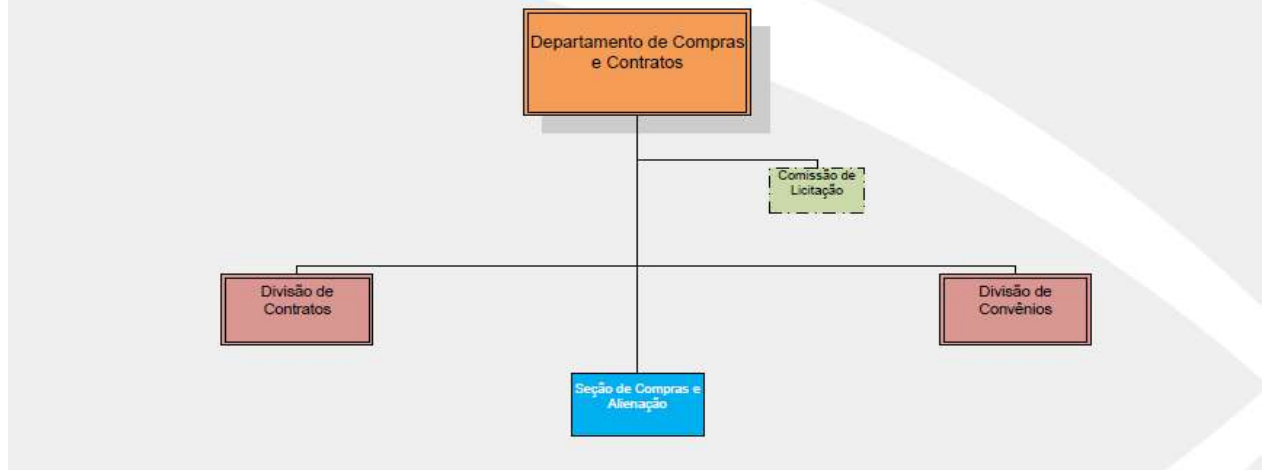 Departamento de Compras
e Contratos
Comissão de
Licitação
Divisão de
Contratos
Divisão de
Convênios
Seção de Compras e
Alienação